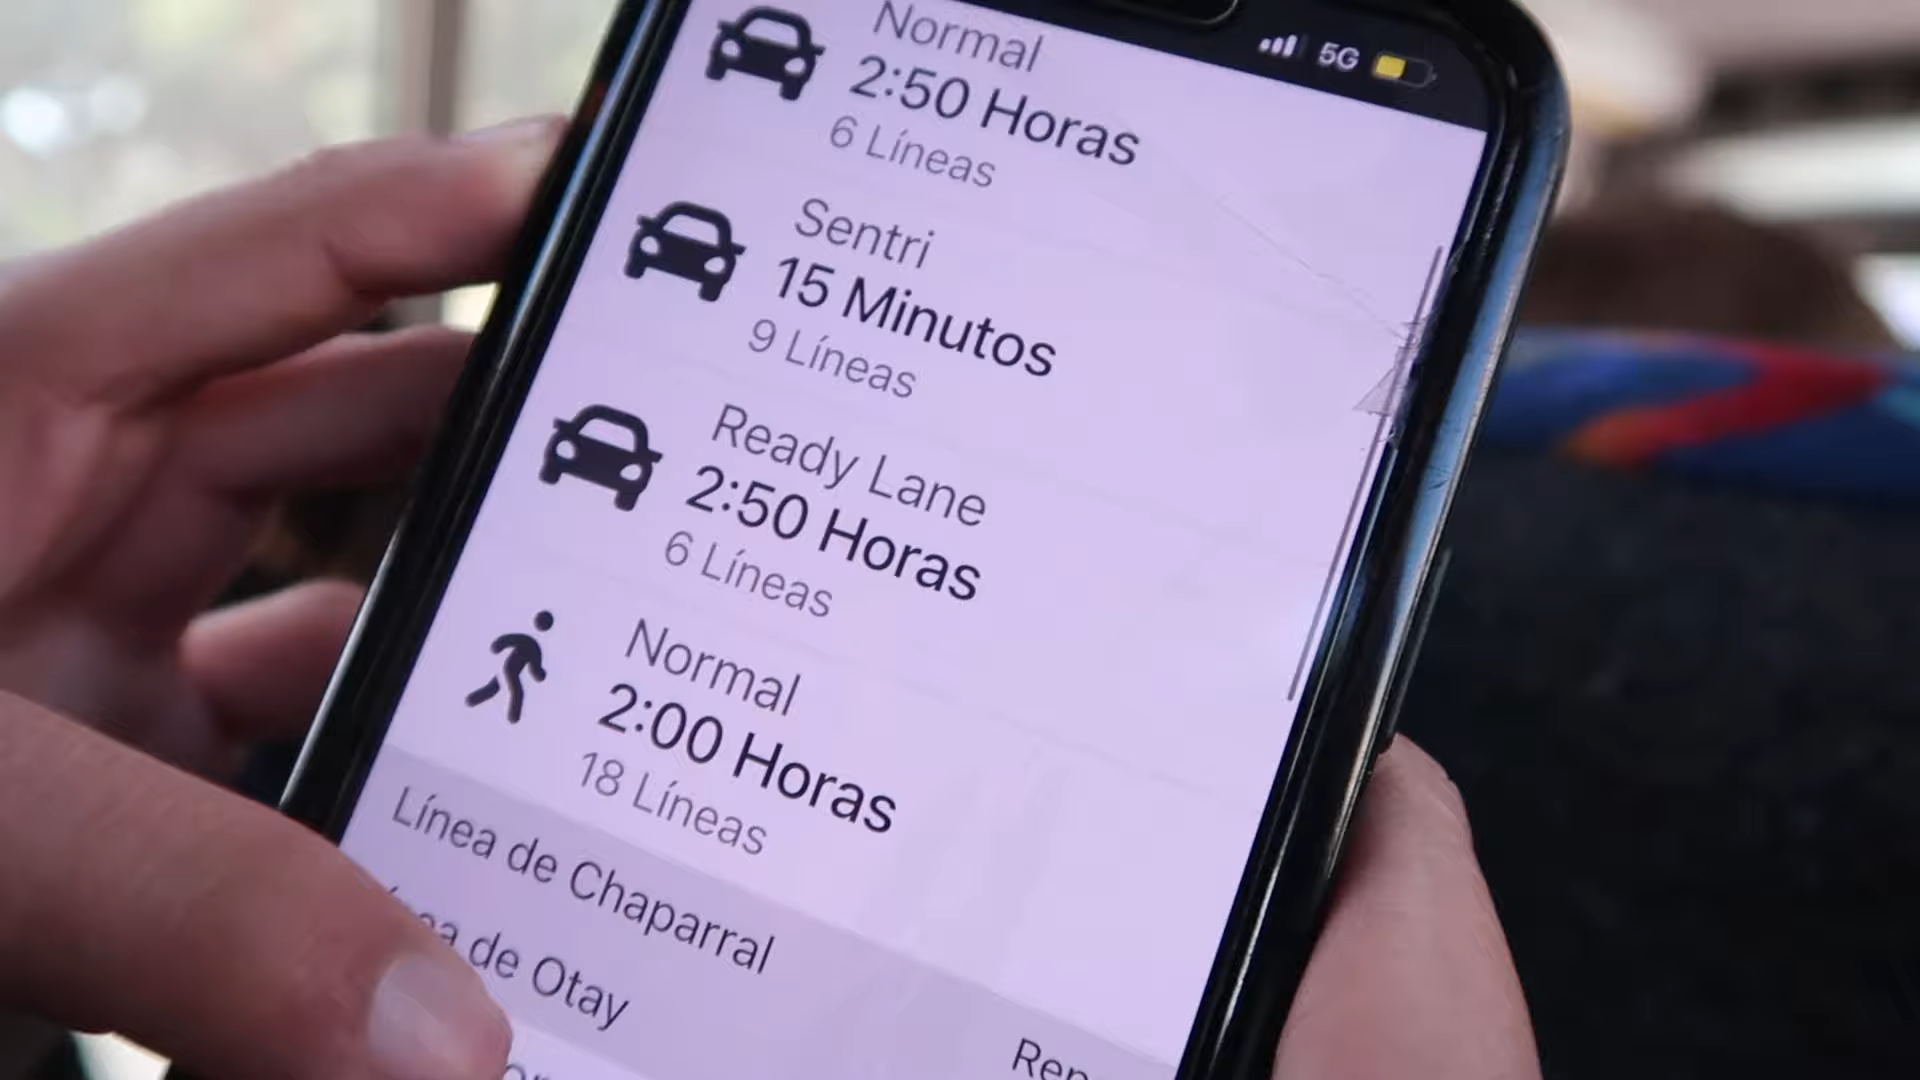 5G
Normal
2:50 Horas
6 Líneas
Sentri
15 Minutos
9 Líneas
Ready Lane
2:50 Horas
6 Líneas
Normal
2:00 Horas
18 Líneas
Línea de Chaparral
de Otay